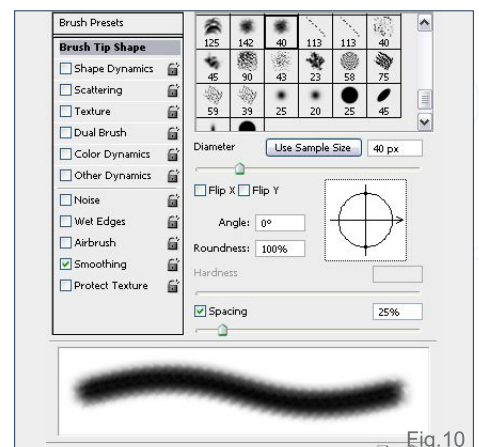 Brush Presets
Brush Tip Shape
Shape Dynamics
Scattering
Texture
Dual Brush
Color Dynamics
Other Dynamics
Noise
Wet Edges
Airbrush
Smoothing
Protect Texture
125 142 40 113 113 40
45 90 43 23 58 75
59 39 25 20 25 45
Diameter Use Sample Size 40 px
Flip X Flip Y
Angle: 0°
Roundness: 100%
Hardness
Spacing 25%
Fig.10